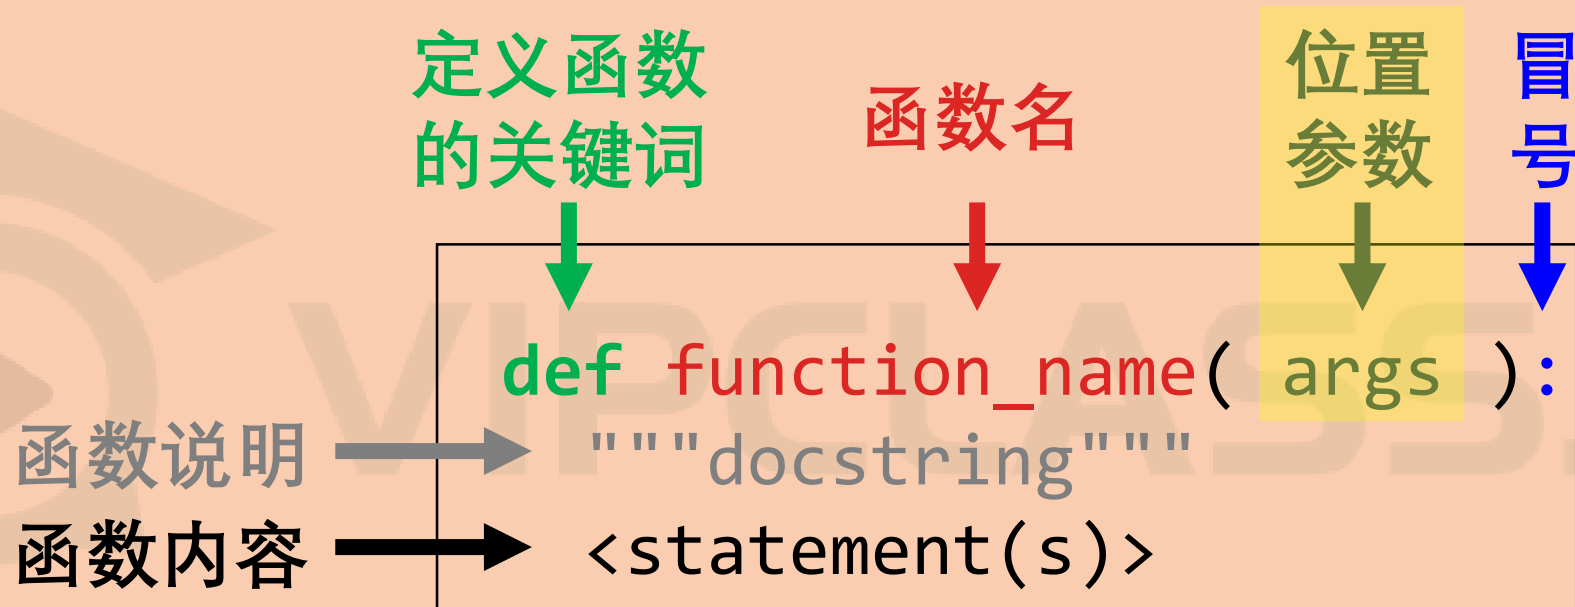 定义函数
的关键词
函数名
位置
参数
冒
号
def function_name( args ):
函数说明 """docstring"""
函数内容 <statement(s)>
VIPCLASS